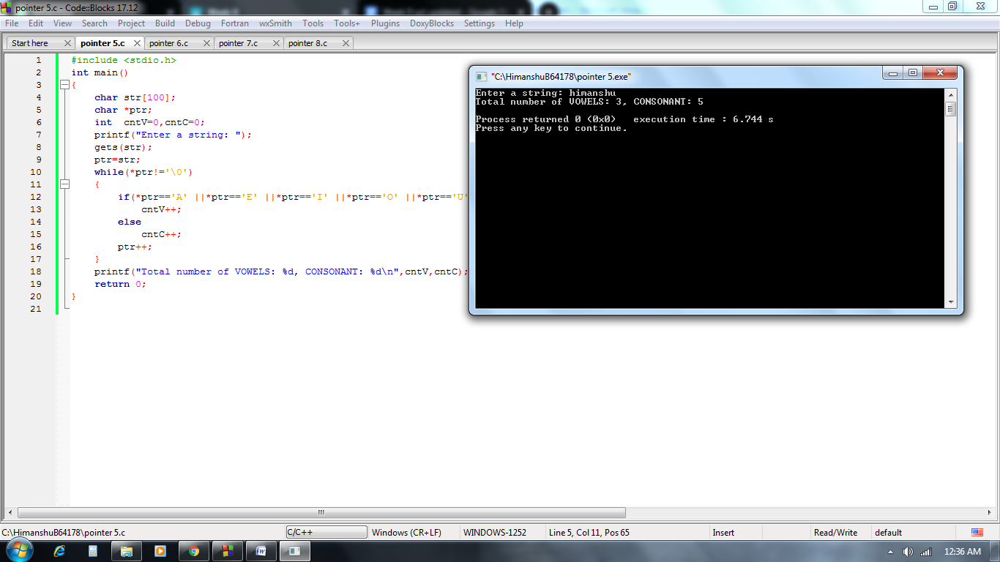 pointer 5.c - Code::Blocks 17.12
File Edit View Search Project Build Debug Fortran wxSmith Tools Tools+ Plugins DoxyBlocks Settings Help
Start here pointer 5.c pointer 6.c pointer 7.c pointer 8.c
1 #include <stdio.h>
2 int main()
3 {
4 char str[100];
5 char *ptr;
6 int  cntV=0,cntC=0;
7 printf("Enter a string: ");
8 gets(str);
9 ptr=str;
10 while(*ptr!='\0')
11 {
12 if(*ptr=='A' ||*ptr=='E' ||*ptr=='I' ||*ptr=='O' ||*ptr=='U'
13 cntV++;
14 else
15 cntC++;
16 ptr++;
17 }
18 printf("Total number of VOWELS: %d, CONSONANT: %d\n",cntV,cntC);
19 return 0;
20 }
21
"C:\HimanshuB64178\pointer 5.exe"
Enter a string: himanshu
Total number of VOWELS: 3, CONSONANT: 5
Process returned 0 (0x0)   execution time : 6.744 s
Press any key to continue.
C:\HimanshuB64178\pointer 5.c C/C++ Windows (CR+LF) WINDOWS-1252 Line 5, Col 11, Pos 65 Insert Read/Write default
12:36 AM